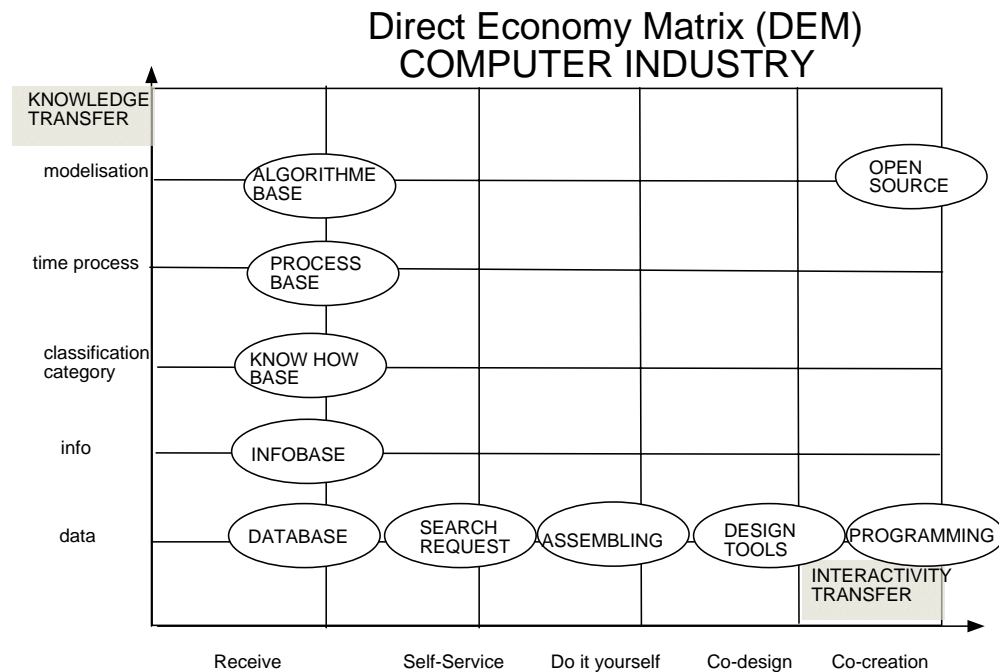 Direct Economy Matrix (DEM)
COMPUTER INDUSTRY
KNOWLEDGE
TRANSFER
modelisation
ALGORITHME
BASE
OPEN
SOURCE
time process
PROCESS
BASE
classification
category
KNOW HOW
BASE
info
INFOBASE
data
DATABASE
SEARCH
REQUEST
ASSEMBLING
DESIGN
TOOLS
PROGRAMMING
INTERACTIVITY
TRANSFER
Receive
Self-Service
Do it yourself
Co-design
Co-creation